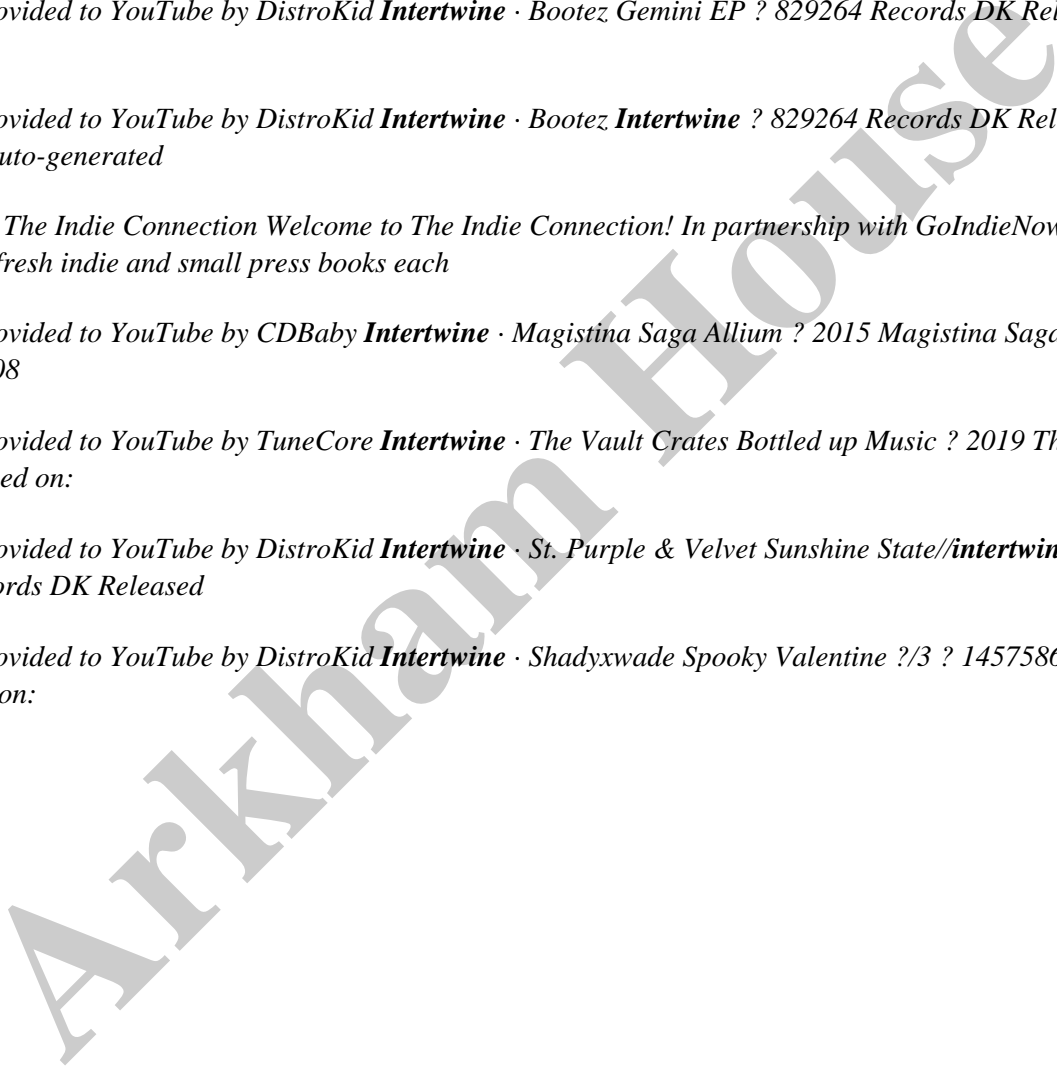 ovided to YouTube by DistroKid Intertwine · Bootez Gemini EP ? 829264 Records DK Rel
ovided to YouTube by DistroKid Intertwine · Bootez Intertwine ? 829264 Records DK Rel
uto-generated
The Indie Connection Welcome to The Indie Connection! In partnership with GoIndieNow
fresh indie and small press books each
ovided to YouTube by CDBaby Intertwine · Magistina Saga Allium ? 2015 Magistina Saga
08
ovided to YouTube by TuneCore Intertwine · The Vault Crates Bottled up Music ? 2019 Th
ed on:
ovided to YouTube by DistroKid Intertwine · St. Purple & Velvet Sunshine State//intertwin
ords DK Released
ovided to YouTube by DistroKid Intertwine · Shadyxwade Spooky Valentine ?/3 ? 1457586
on:
Arkham House